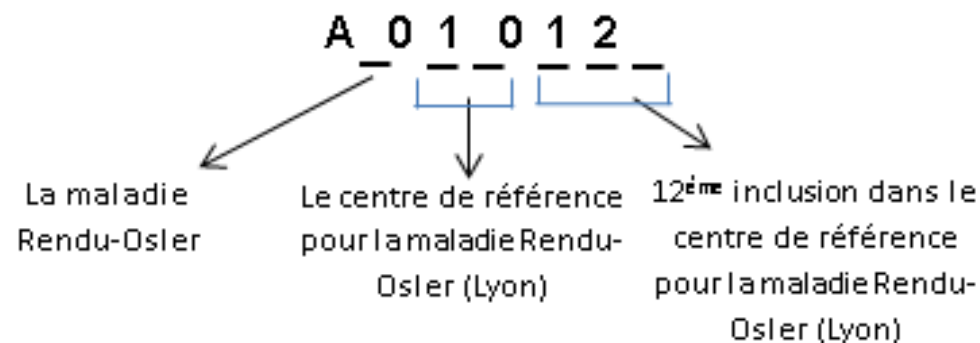 A 0 1 0 1 2
La maladie
Rendu-Osler
Le centre de référence
pour la maladie Rendu-
Osler (Lyon)
12ème inclusion dans le
centre de référence
pour la maladie Rendu-
Osler (Lyon)